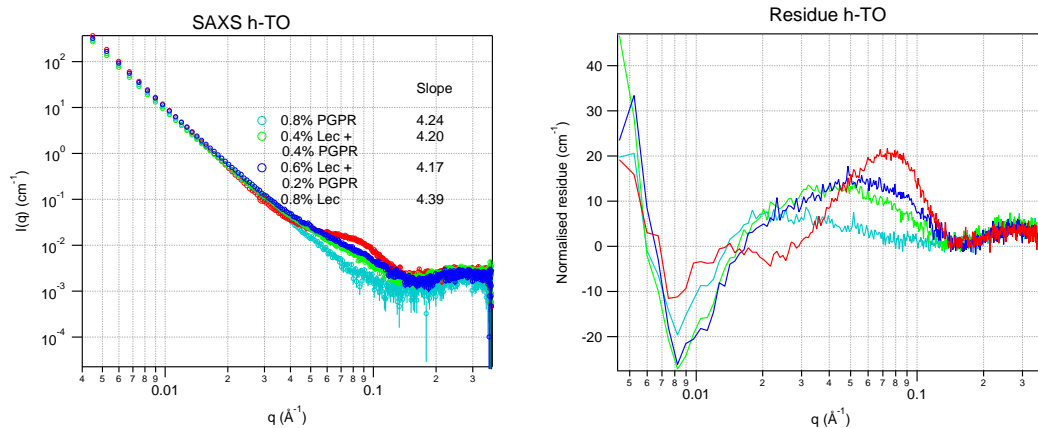 SAXS h-TO
I(q) (cm-1)
10²
10¹
10⁰
10⁻¹
10⁻²
10⁻³
10⁻⁴
Slope
0.8% PGPR 4.24
0.4% Lec + 4.20
0.4% PGPR
0.6% Lec + 4.17
0.2% PGPR
0.8% Lec 4.39
5 6 7 8 9 0.01 2 3 4 5 6 7 8 9 0.1 2 3
q (Å⁻¹)
Residue h-TO
Normalised residue (cm⁻¹)
40
30
20
10
0
-10
-20
5 6 7 8 9 0.01 2 3 4 5 6 7 8 9 0.1 2 3
q (Å⁻¹)